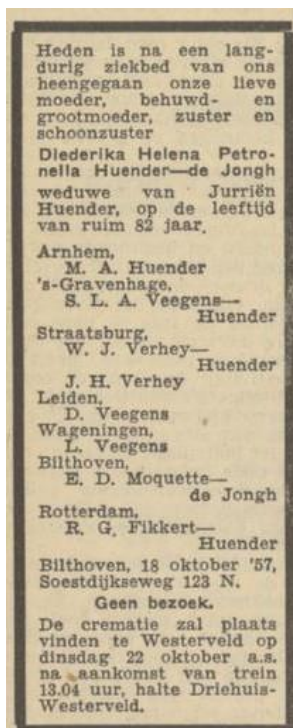 Heden is na een lang-
durig ziekbed van ons
heengegaan onze lieve
moeder, behuwd- en
grootmoeder, zuster en
schoonzuster
Diederika Helena Petro-
nella Huender—de Jongh
weduwe van Jurriën
Huender, op de leeftijd
van ruim 82 jaar.
Arnhem,
M. A. Huender
's-Gravenhage,
S. L. A. Veegens—
Huender
Straatsburg,
W. J. Verhey—
Huender
J. H. Verhey
Leiden,
D. Veegens
Wageningen,
L. Veegens
Bilthoven,
E. D. Moquette—
de Jongh
Rotterdam,
R. G. Fikkert—
Huender
Bilthoven, 18 oktober '57,
Soestdijkseweg 123 N.
Geen bezoek.
De crematie zal plaats
vinden te Westerveld op
dinsdag 22 oktober a.s.
na aankomst van trein
13.04 uur, halte Driehuis-
Westerveld.